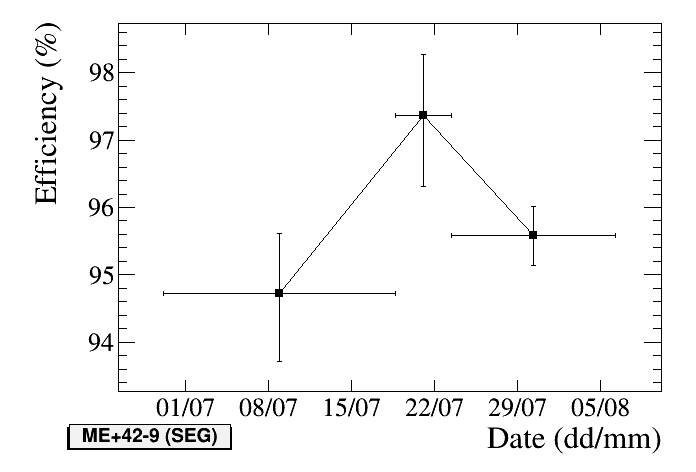 Efficiency (%)
98
97
96
95
94
01/07 08/07 15/07 22/07 29/07 05/08
ME+42-9 (SEG)
Date (dd/mm)